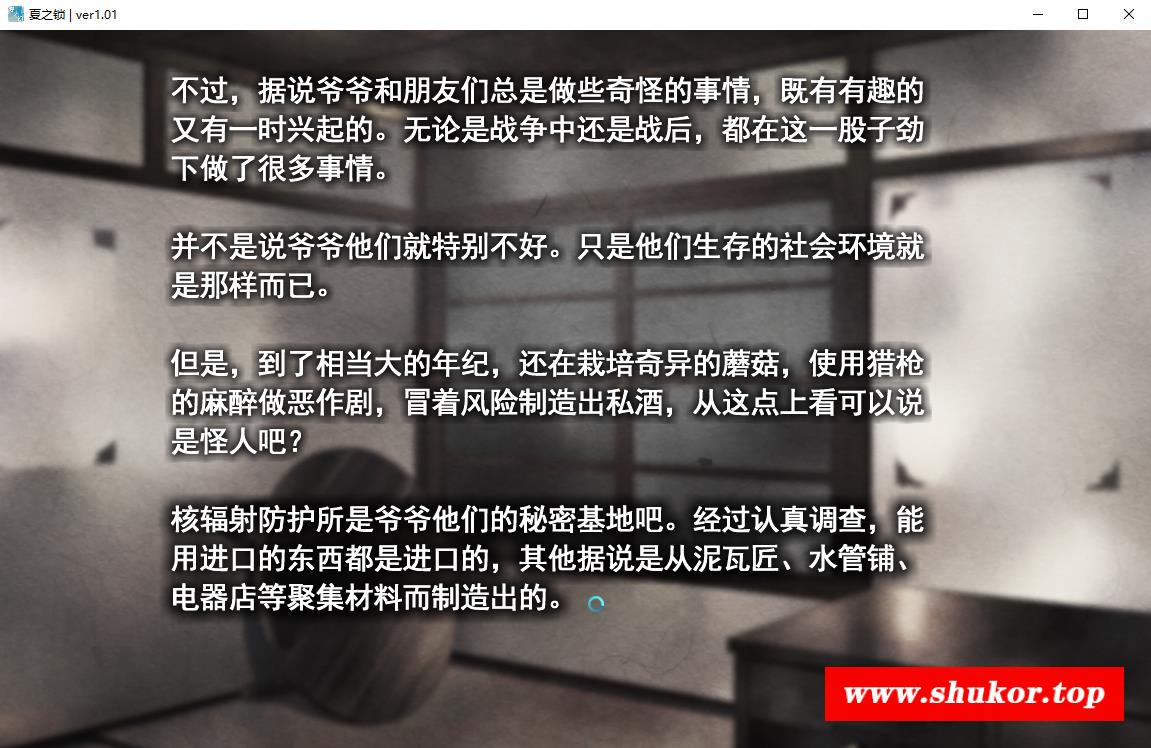 夏之锁 | ver1.01
不过，据说爷爷和朋友们总是做些奇怪的事情，既有有趣的
又有一时兴起的。无论是战争中还是战后，都在这一股子劲
下做了很多事情。
并不是说爷爷他们就特别不好。只是他们生存的社会环境就
是那样而已。
但是，到了相当大的年纪，还在栽培奇异的蘑菇，使用猎枪
的麻醉做恶作剧，冒着风险制造出私酒，从这点上看可以说
是怪人吧？
核辐射防护所是爷爷他们的秘密基地吧。经过认真调查，能
用进口的东西都是进口的，其他据说是从泥瓦匠、水管铺、
电器店等聚集材料而制造出的。
www.shukor.top